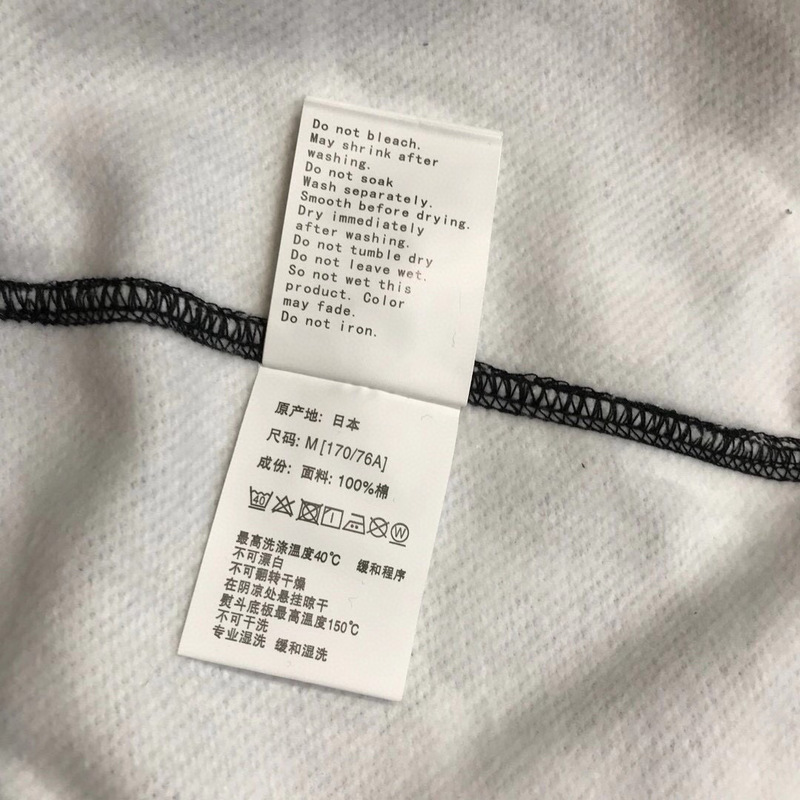 Do not bleach.
May shrink after
washing.
Do not soak
Wash separately.
Smooth before drying.
Dry immediately
after washing.
Do not tumble dry
Do not leave wet.
So not wet this
product. Color
may fade.
Do not iron.
原产地: 日本
尺码: M [170/76A]
成份: 面料: 100%棉
40 W
最高洗涤温度40℃ 缓和程序
不可漂白
不可翻转干燥
在阴凉处悬挂晾干
熨斗底板最高温度150℃
不可干洗
专业湿洗 缓和湿洗